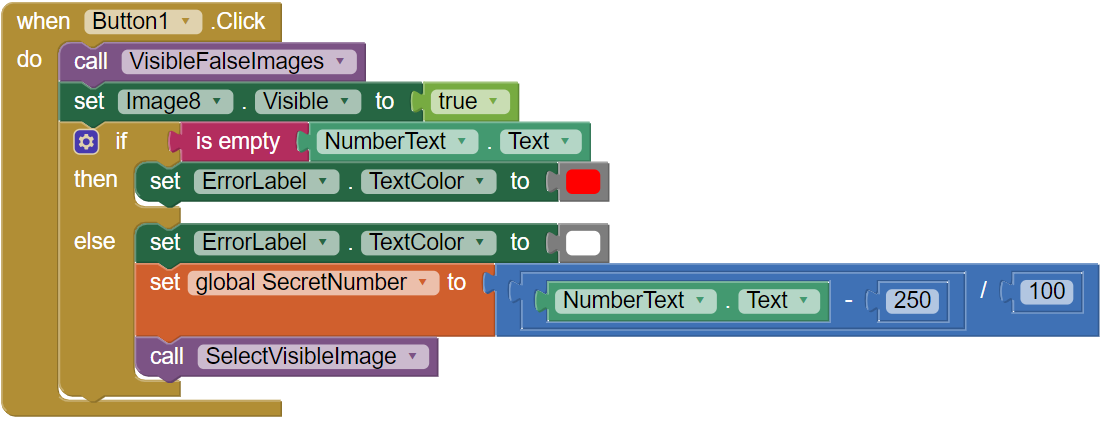 when Button1 .Click
do call VisibleFalseImages
set Image8 . Visible to true
if is empty NumberText . Text
then set ErrorLabel . TextColor to
else set ErrorLabel . TextColor to
set global SecretNumber to NumberText . Text - 250 / 100
call SelectVisibleImage